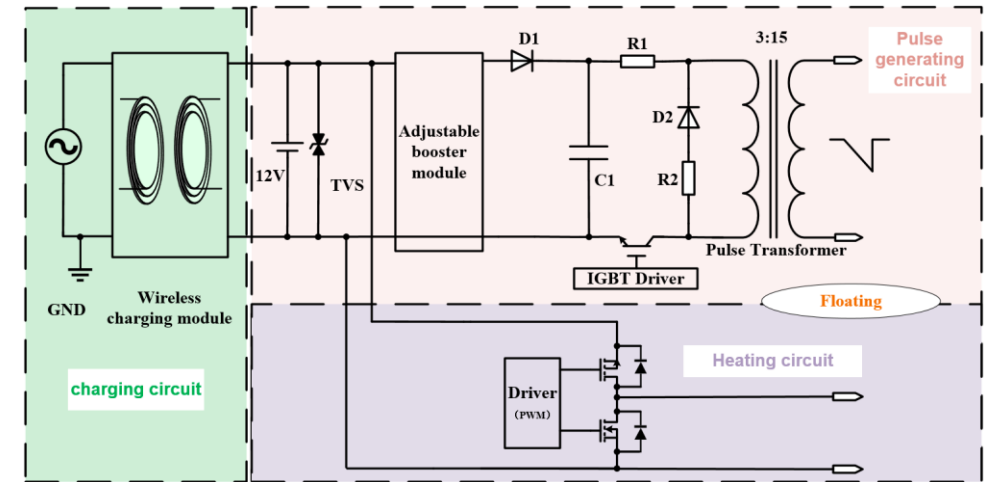 D1
R1
3:15
Pulse
generating
circuit
Adjustable
booster
module
D2
12V
TVS
C1
R2
Pulse Transformer
IGBT Driver
GND
Wireless
charging module
Floating
Heating circuit
charging circuit
Driver
（PWM）